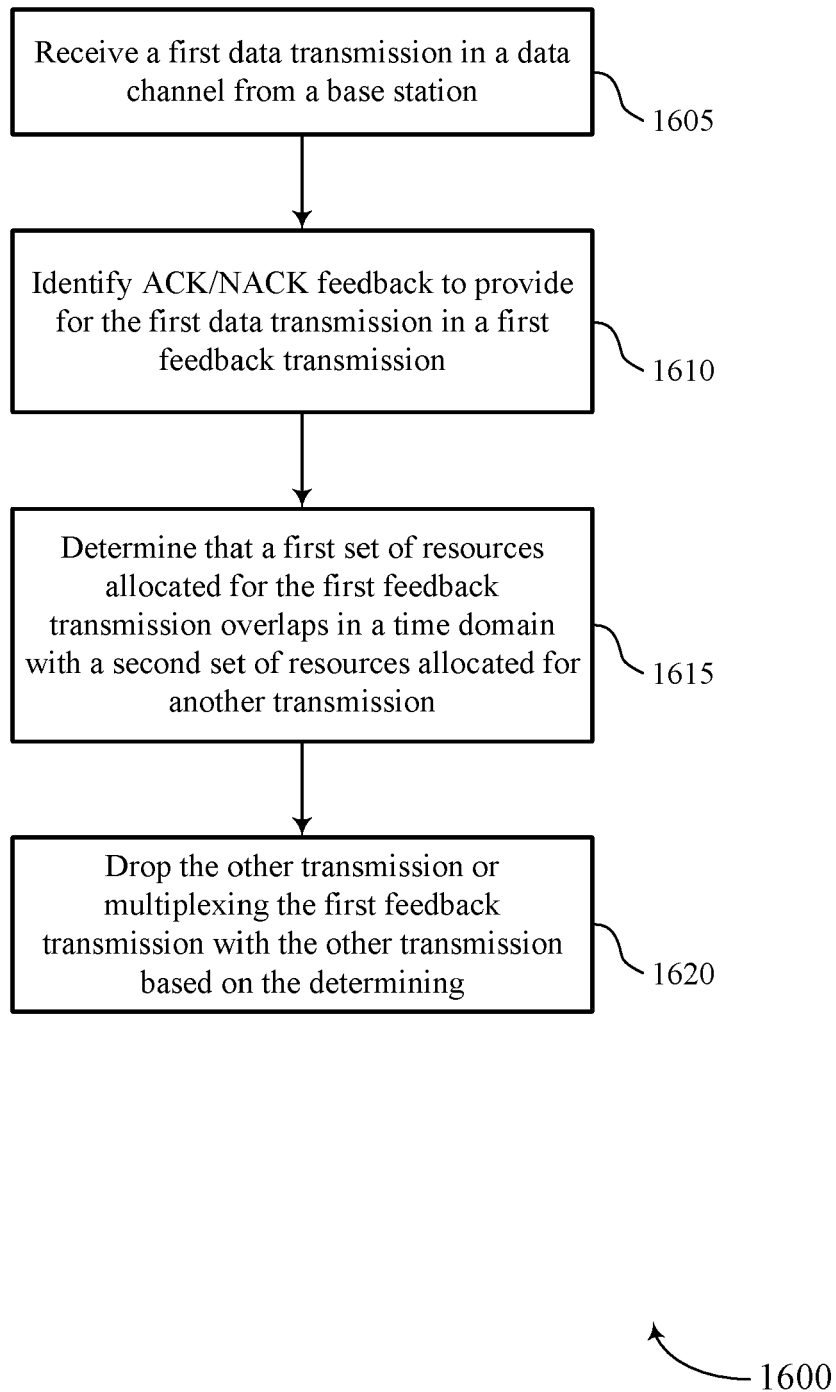 Receive a first data transmission in a data
channel from a base station
1605
Identify ACK/NACK feedback to provide
for the first data transmission in a first
feedback transmission
1610
Determine that a first set of resources
allocated for the first feedback
transmission overlaps in a time domain
with a second set of resources allocated for
another transmission
1615
Drop the other transmission or
multiplexing the first feedback
transmission with the other transmission
based on the determining
1620
1600